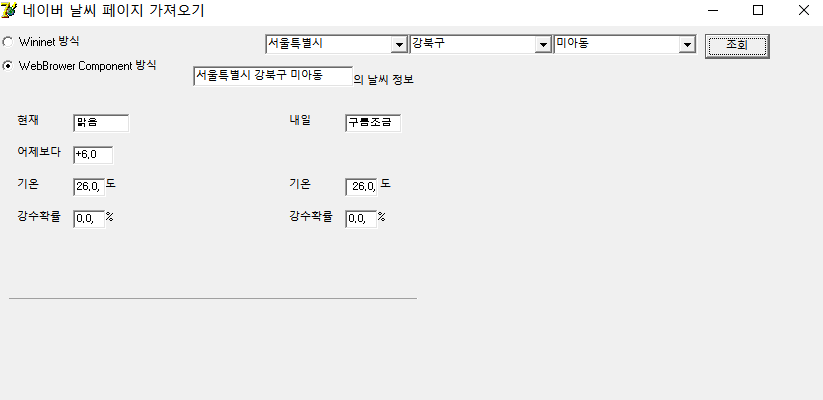 네이버 날씨 페이지 가져오기
Wininet 방식
서울특별시 강북구 미아동 조회
WebBrower Component 방식
서울특별시 강북구 미아동 의 날씨 정보
현재 맑음 내일 구름조금
어제보다 +6,0
기온 26,0, 도 기온 26,0, 도
강수확률 0,0, % 강수확률 0,0, %